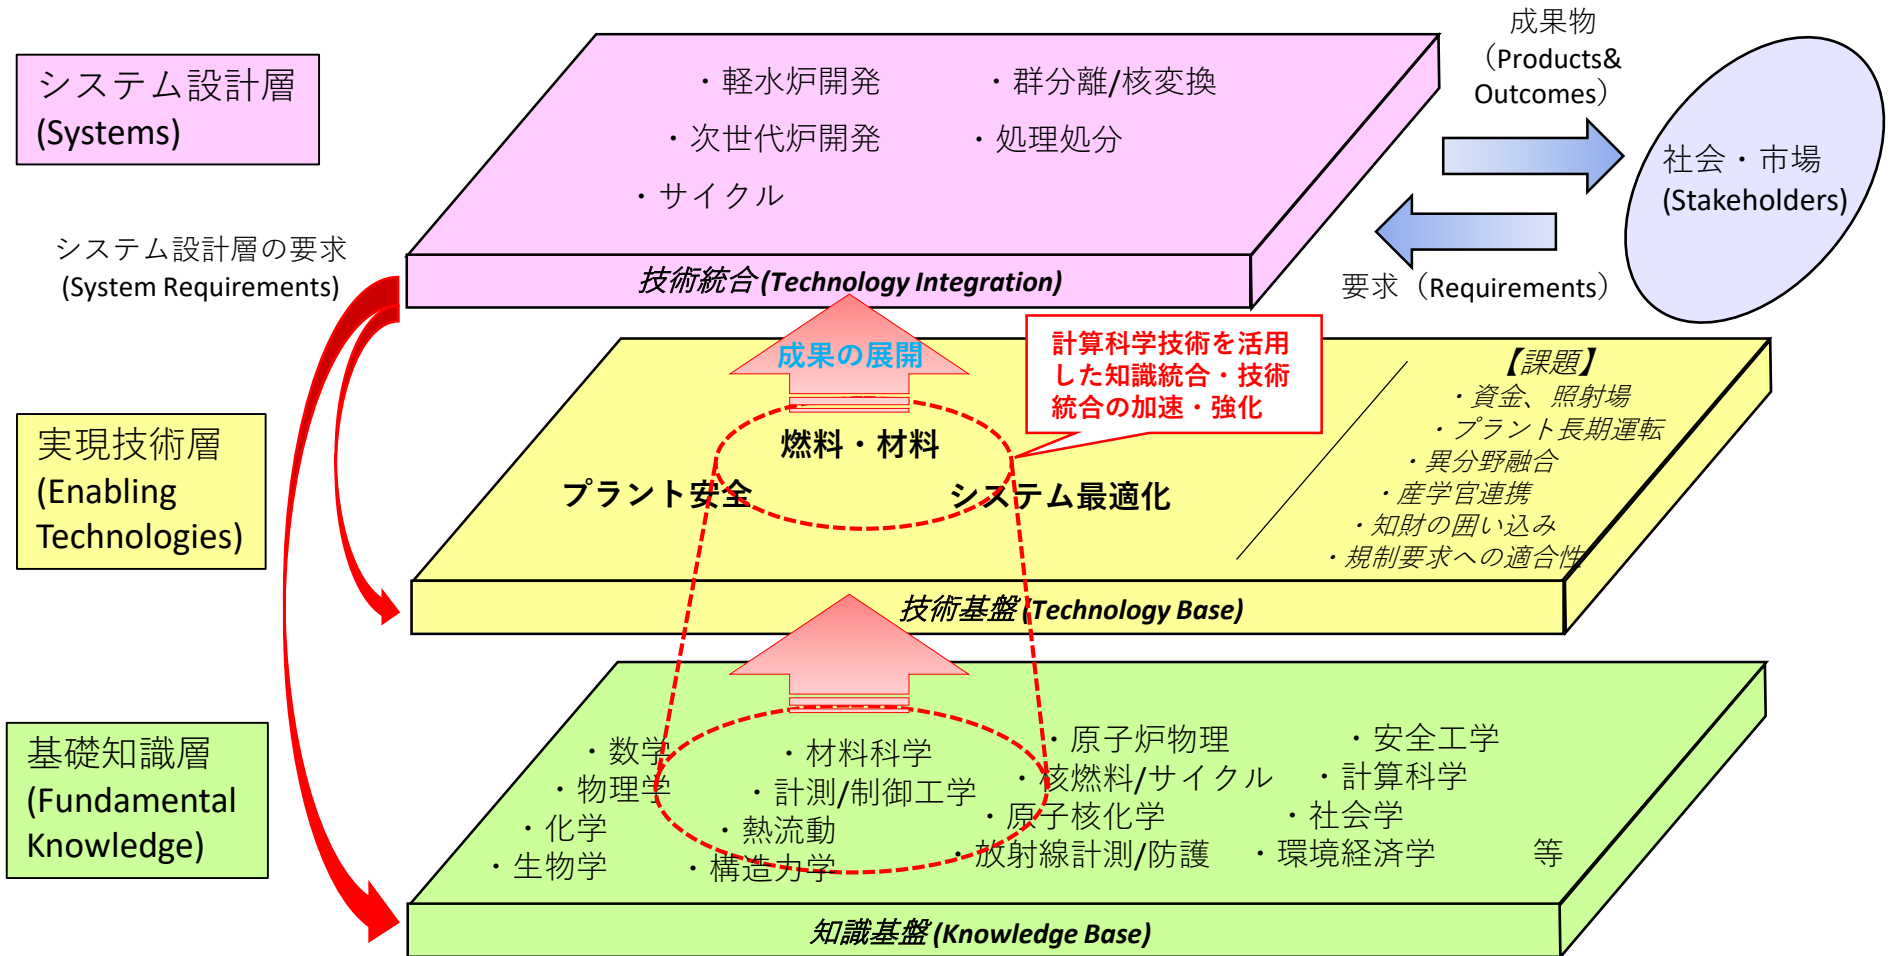 システム設計層
(Systems)
・軽水炉開発
・群分離/核変換
・次世代炉開発
・処理処分
・サイクル
技術統合(Technology Integration)
成果物
（Products&
Outcomes）
社会・市場
(Stakeholders)
要求（Requirements）
システム設計層の要求
(System Requirements)
実現技術層
(Enabling
Technologies)
成果の展開
計算科学技術を活用
した知識統合・技術
統合の加速・強化
燃料・材料
プラント安全
システム最適化
【課題】
・資金、照射場
・プラント長期運転
・異分野融合
・産学官連携
・知財の囲い込み
・規制要求への適合性
技術基盤(Technology Base)
基礎知識層
(Fundamental
Knowledge)
・数学
・物理学
・化学
・生物学
・材料科学
・計測/制御工学
・熱流動
・構造力学
・原子炉物理
・核燃料/サイクル
・原子核化学
・放射線計測/防護
・安全工学
・計算科学
・社会学
・環境経済学
等
知識基盤(Knowledge Base)